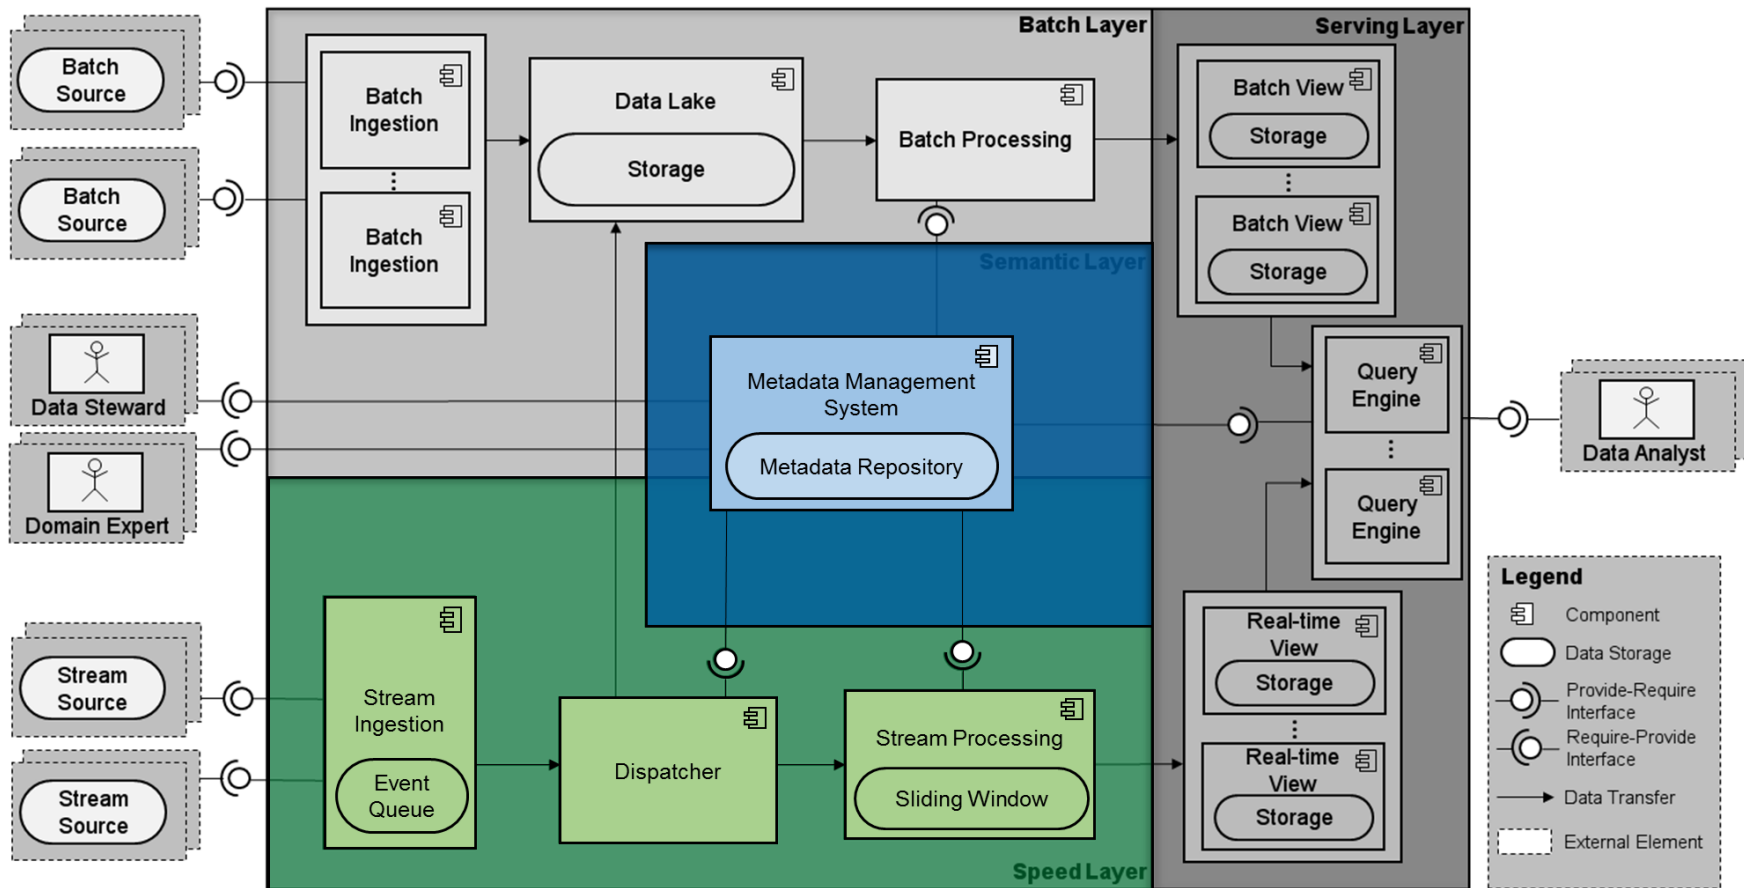 Batch Layer
Serving Layer
Batch
Source
Batch
Ingestion
Data Lake
Storage
Batch Processing
Batch View
Storage
Batch
Source
Batch
Ingestion
Batch View
Storage
Semantic Layer
Data Steward
Domain Expert
Metadata Management
System
Metadata Repository
Query
Engine
Query
Engine
Data Analyst
Stream
Source
Stream
Source
Stream
Ingestion
Event
Queue
Dispatcher
Stream Processing
Sliding Window
Real-time
View
Storage
Real-time
View
Storage
Speed Layer
Legend
Component
Data Storage
Provide-Require
Interface
Require-Provide
Interface
Data Transfer
External Element